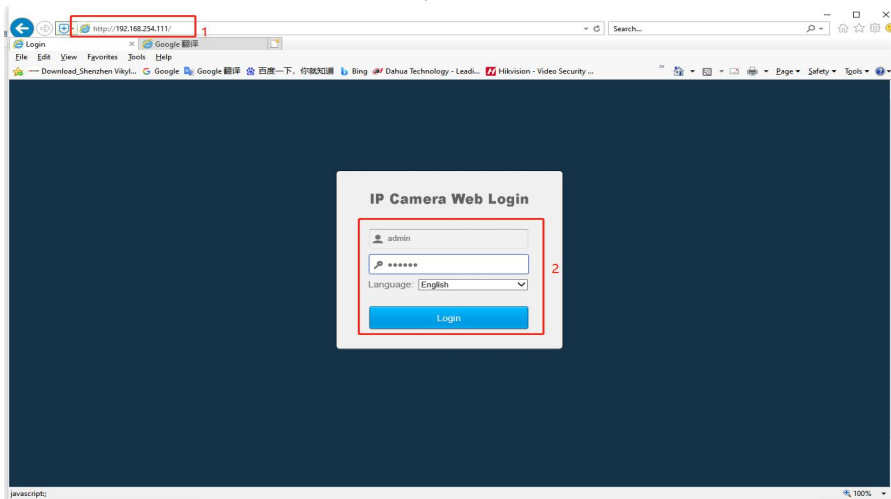 http://192.168.254.111/
1
Search...
Login
Google 翻译
File Edit View Favorites Tools Help
Download_Shenzhen Vikyl... Google Google 翻译 百度一下，你就知道 Bing Dahua Technology - Leadi... Hikvision - Video Security ...
Page Safety Tools
IP Camera Web Login
admin
••••••
2
Language: English
Login
javascript:;
100%